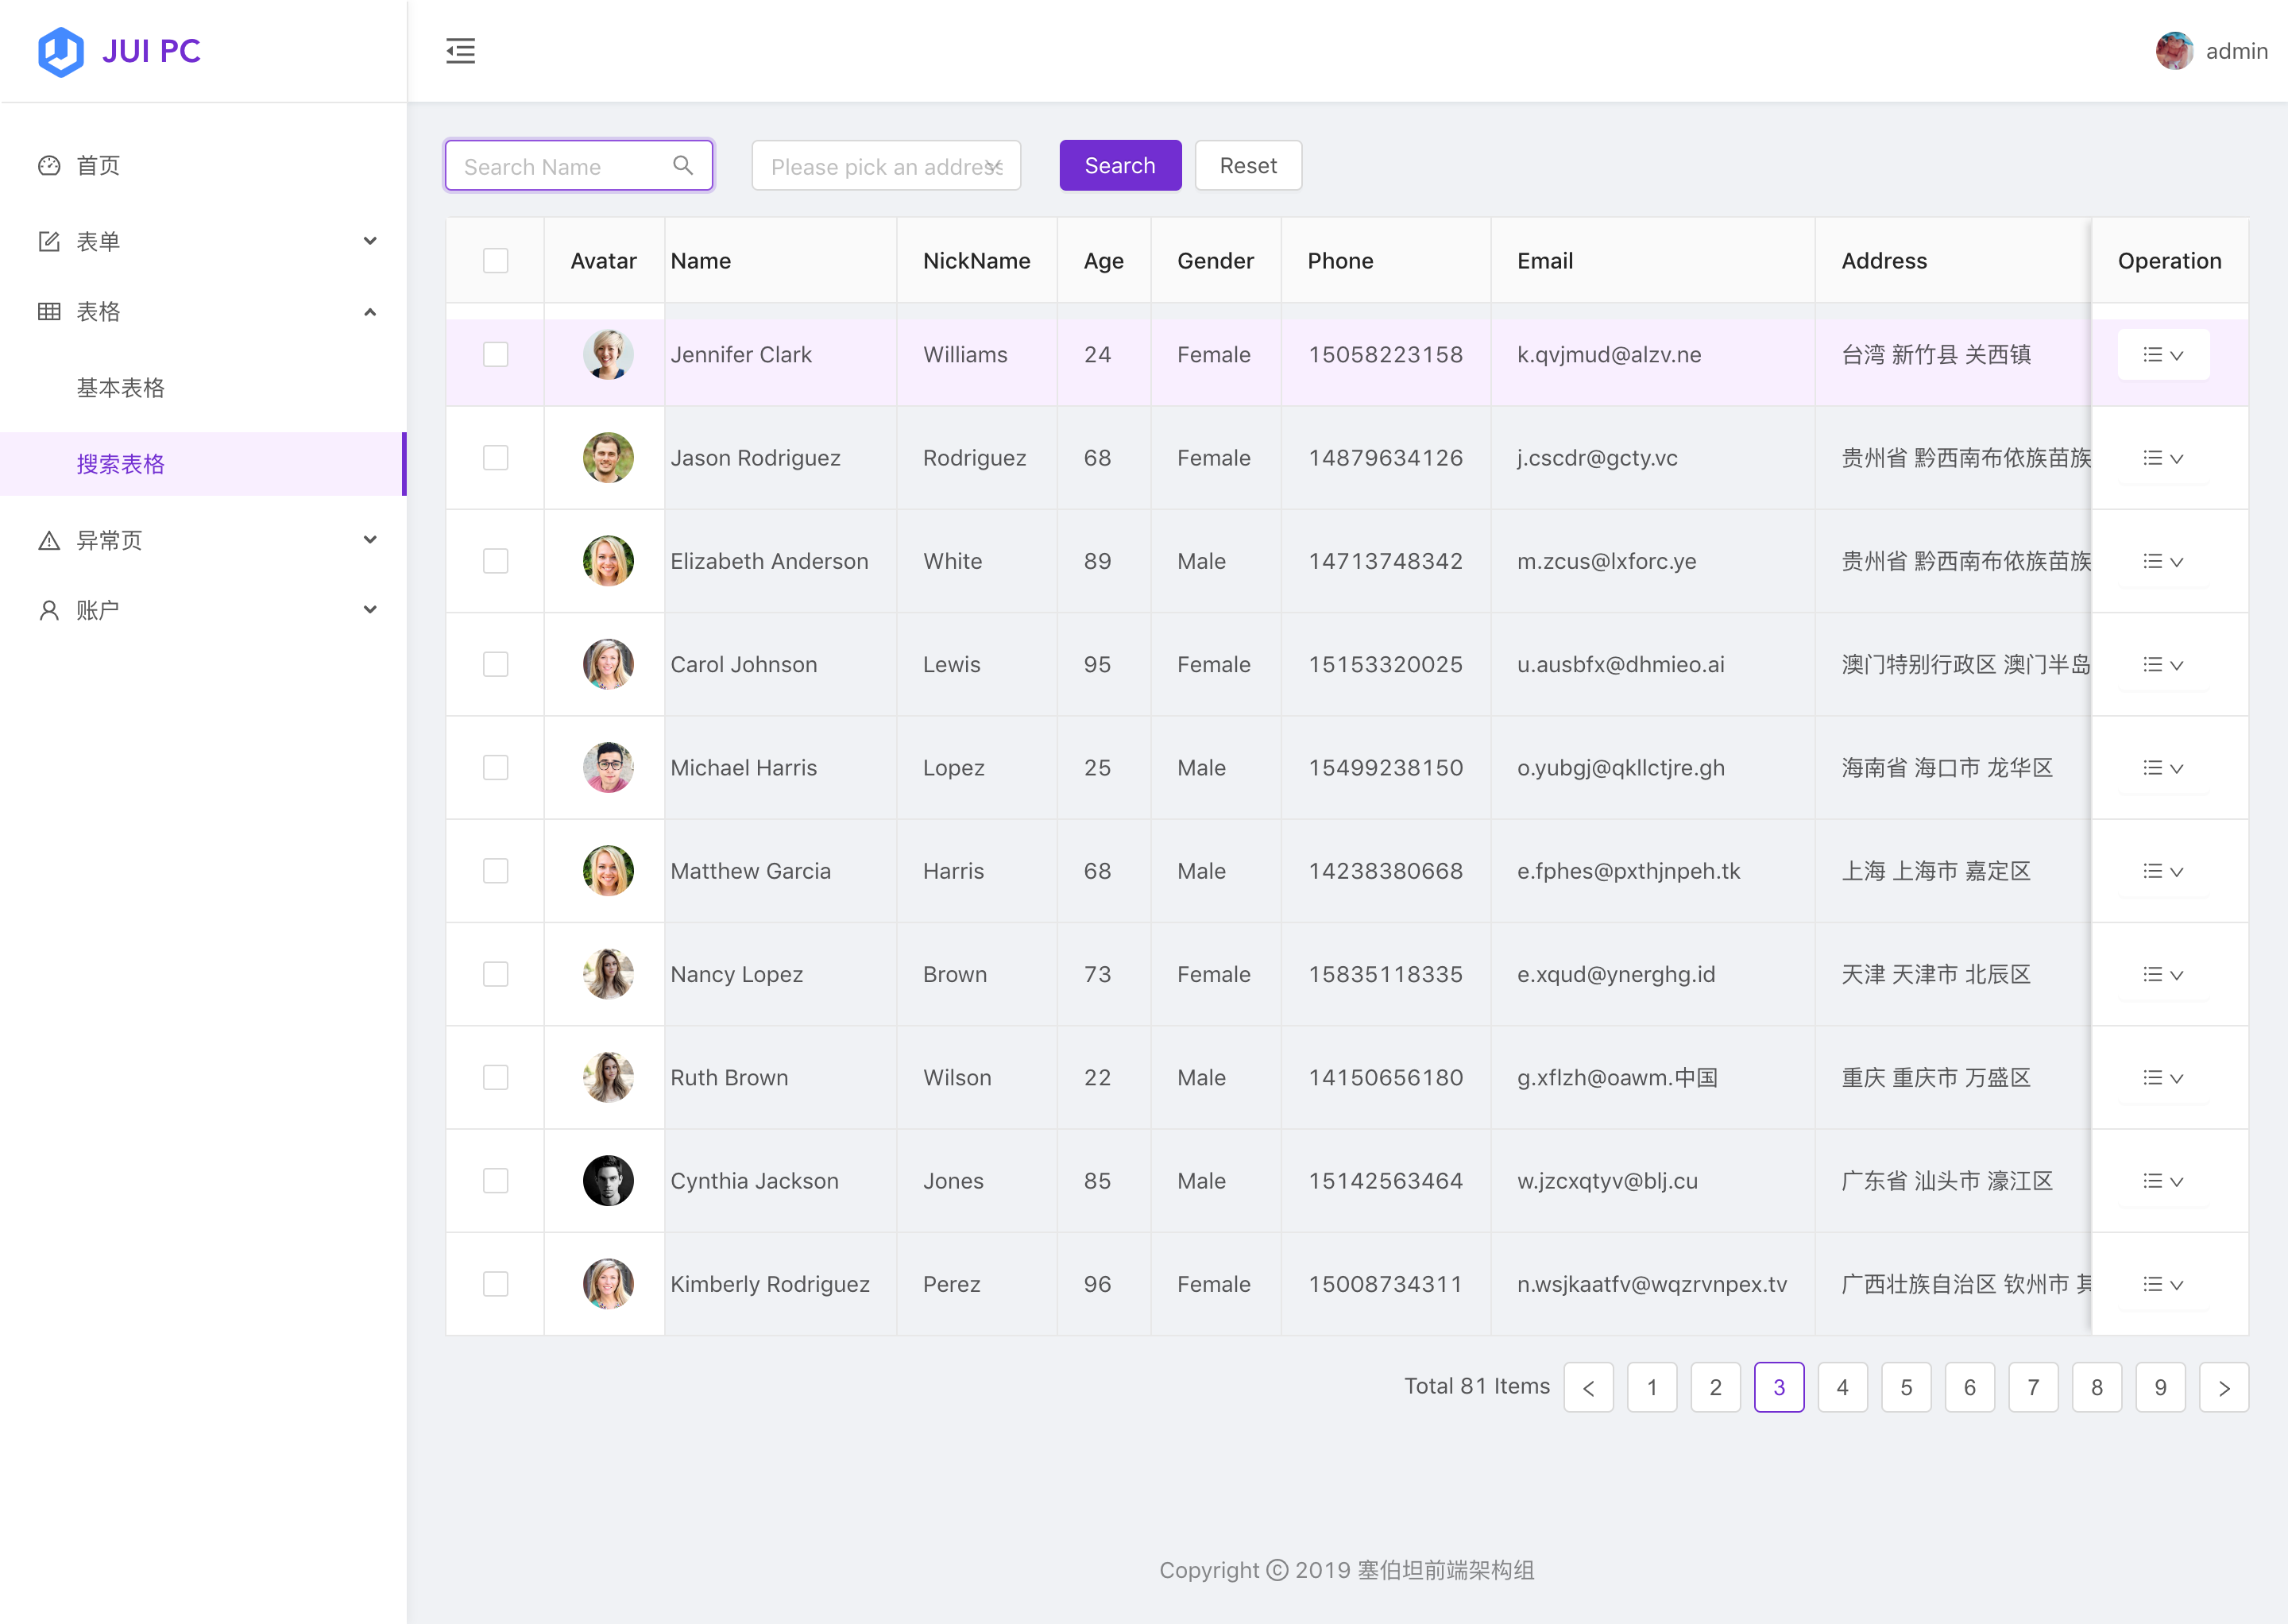 JUI PC
admin
首页
表单
表格
基本表格
搜索表格
异常页
账户
Search Name
Please pick an address
Search
Reset
Avatar Name NickName Age Gender Phone Email Address Operation
Jennifer Clark Williams 24 Female 15058223158 k.qvjmud@alzv.ne 台湾 新竹县 关西镇
Jason Rodriguez Rodriguez 68 Female 14879634126 j.cscdr@gcty.vc 贵州省 黔西南布依族苗族
Elizabeth Anderson White 89 Male 14713748342 m.zcus@lxforc.ye 贵州省 黔西南布依族苗族
Carol Johnson Lewis 95 Female 15153320025 u.ausbfx@dhmieo.ai 澳门特别行政区 澳门半岛
Michael Harris Lopez 25 Male 15499238150 o.yubgj@qkllctjre.gh 海南省 海口市 龙华区
Matthew Garcia Harris 68 Male 14238380668 e.fphes@pxthjnpeh.tk 上海 上海市 嘉定区
Nancy Lopez Brown 73 Female 15835118335 e.xqud@ynerghg.id 天津 天津市 北辰区
Ruth Brown Wilson 22 Male 14150656180 g.xflzh@oawm.中国 重庆 重庆市 万盛区
Cynthia Jackson Jones 85 Male 15142563464 w.jzcxqtyv@blj.cu 广东省 汕头市 濠江区
Kimberly Rodriguez Perez 96 Female 15008734311 n.wsjkaatfv@wqzrvnpex.tv 广西壮族自治区 钦州市
Total 81 Items < 1 2 3 4 5 6 7 8 9 >
Copyright © 2019 塞伯坦前端架构组